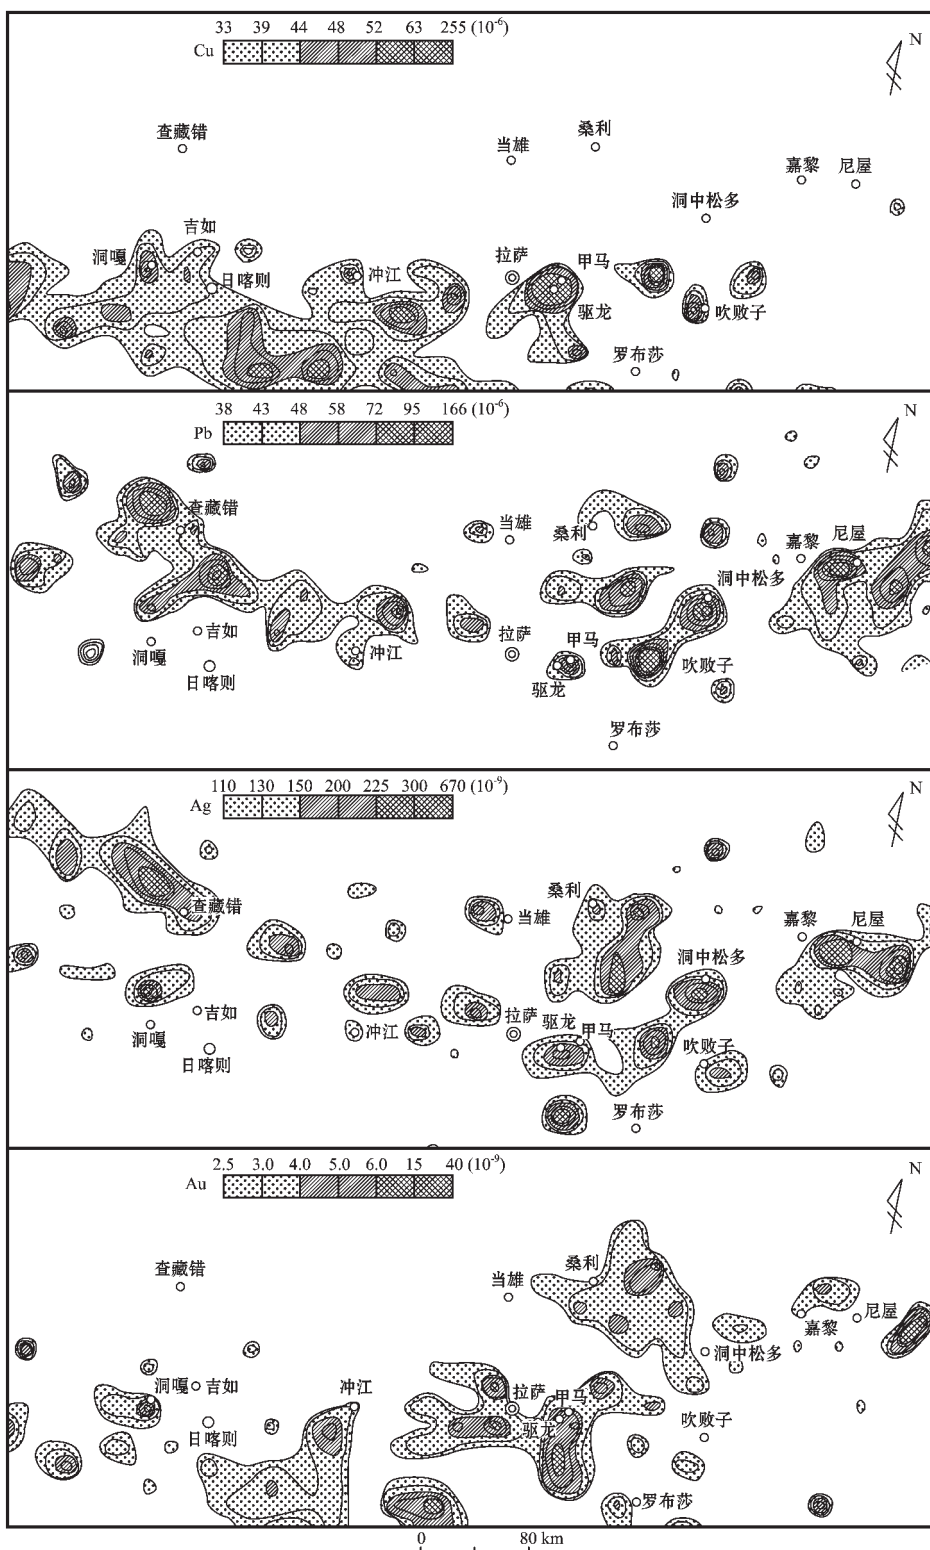 33 39 44 48 52 63 255 (10⁻⁶)
Cu
N
查藏错
当雄
桑利
嘉黎 尼屋
洞中松多
吉如
洞嘎
日喀则
冲江
拉萨
甲马
驱龙
吹败子
罗布莎
38 43 48 58 72 95 166 (10⁻⁶)
Pb
N
查藏错
当雄
桑利
嘉黎 尼屋
洞中松多
吉如
洞嘎
日喀则
冲江
拉萨
甲马
驱龙
吹败子
罗布莎
110 130 150 200 225 300 670 (10⁻⁹)
Ag
N
桑利
查藏错
当雄
嘉黎 尼屋
洞中松多
吉如
洞嘎
日喀则
冲江
拉萨
驱龙
甲马
吹败子
罗布莎
2.5 3.0 4.0 5.0 6.0 15 40 (10⁻⁹)
Au
N
查藏错
当雄
桑利
嘉黎
尼屋
洞中松多
洞嘎
吉如
冲江
拉萨
甲马
日喀则
驱龙
吹败子
罗布莎
0 80 km